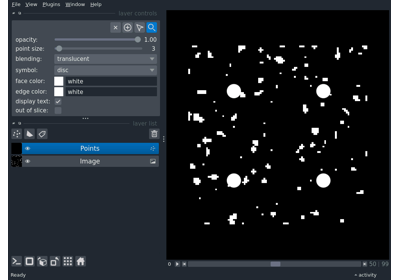 File View Plugins Window Help
layer controls
opacity: 1.00
point size: 3
blending: translucent
symbol: disc
face color: white
edge color: white
display text:
out of slice:
layer list
Points
Image
Ready
50 99
activity